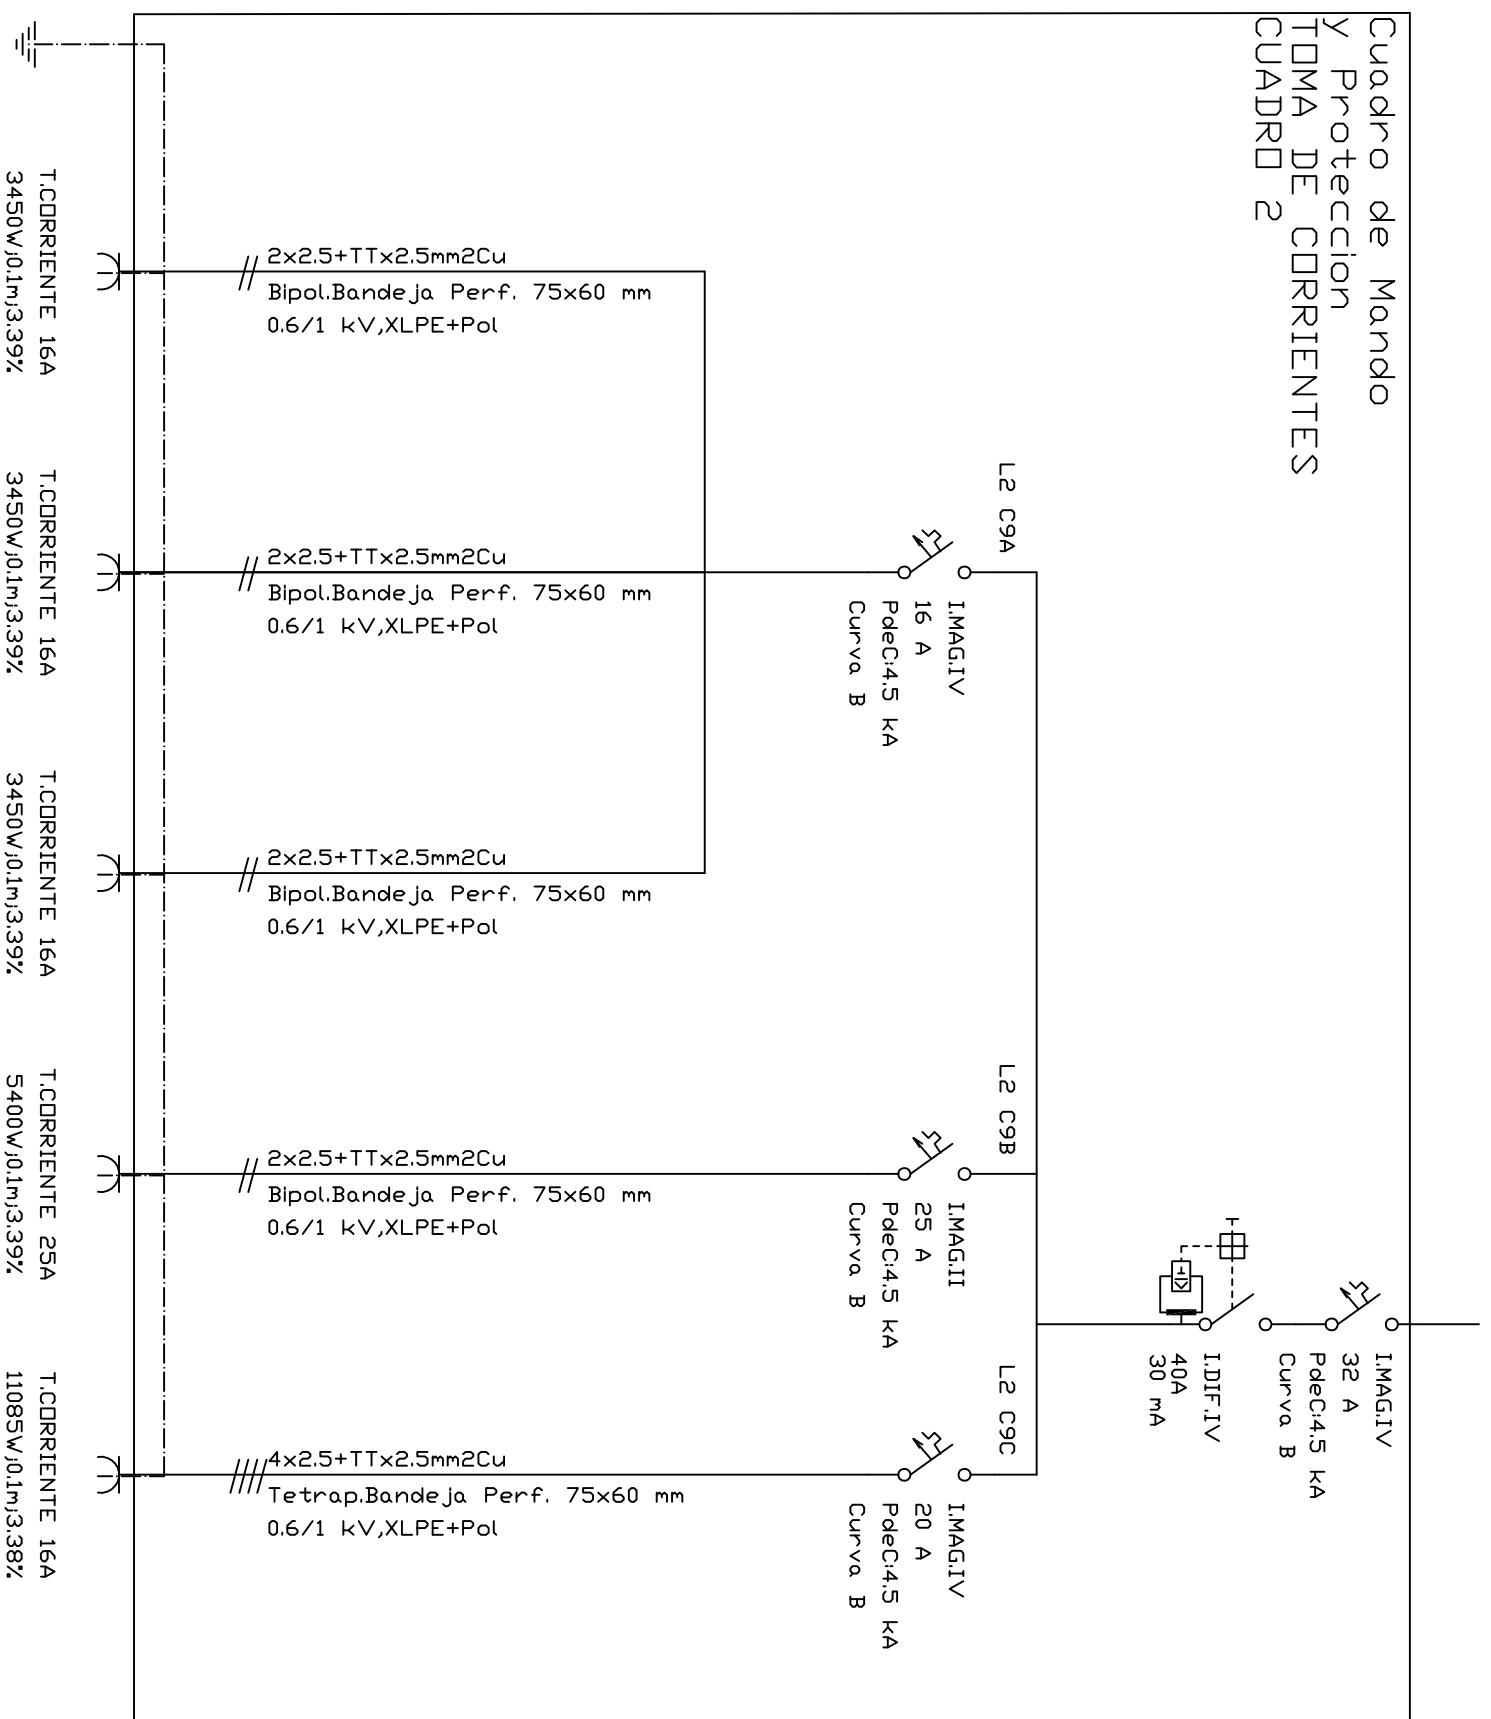 Cuadro de Mando
y Proteccion
TOMA DE CORRIENTES
CUADRO 2
I.MAG.IV
32 A
PdeC:4.5 kA
Curva B
I.DIF.IV
40A
30 mA
L2 C9A
I.MAG.IV
16 A
PdeC:4.5 kA
Curva B
L2 C9B
I.MAG.II
25 A
PdeC:4.5 kA
Curva B
L2 C9C
I.MAG.IV
20 A
PdeC:4.5 kA
Curva B
2x2.5+TTx2.5mm2Cu
Bipol.Bandeja Perf. 75x60 mm
0.6/1 kV,XLPE+Pol
2x2.5+TTx2.5mm2Cu
Bipol.Bandeja Perf. 75x60 mm
0.6/1 kV,XLPE+Pol
2x2.5+TTx2.5mm2Cu
Bipol.Bandeja Perf. 75x60 mm
0.6/1 kV,XLPE+Pol
2x2.5+TTx2.5mm2Cu
Bipol.Bandeja Perf. 75x60 mm
0.6/1 kV,XLPE+Pol
4x2.5+TTx2.5mm2Cu
Tetrap.Bandeja Perf. 75x60 mm
0.6/1 kV,XLPE+Pol
T.CORRIENTE 16A
3450W;0.1m;3.39%
T.CORRIENTE 16A
3450W;0.1m;3.39%
T.CORRIENTE 16A
3450W;0.1m;3.39%
T.CORRIENTE 25A
5400W;0.1m;3.39%
T.CORRIENTE 16A
11085W;0.1m;3.38%